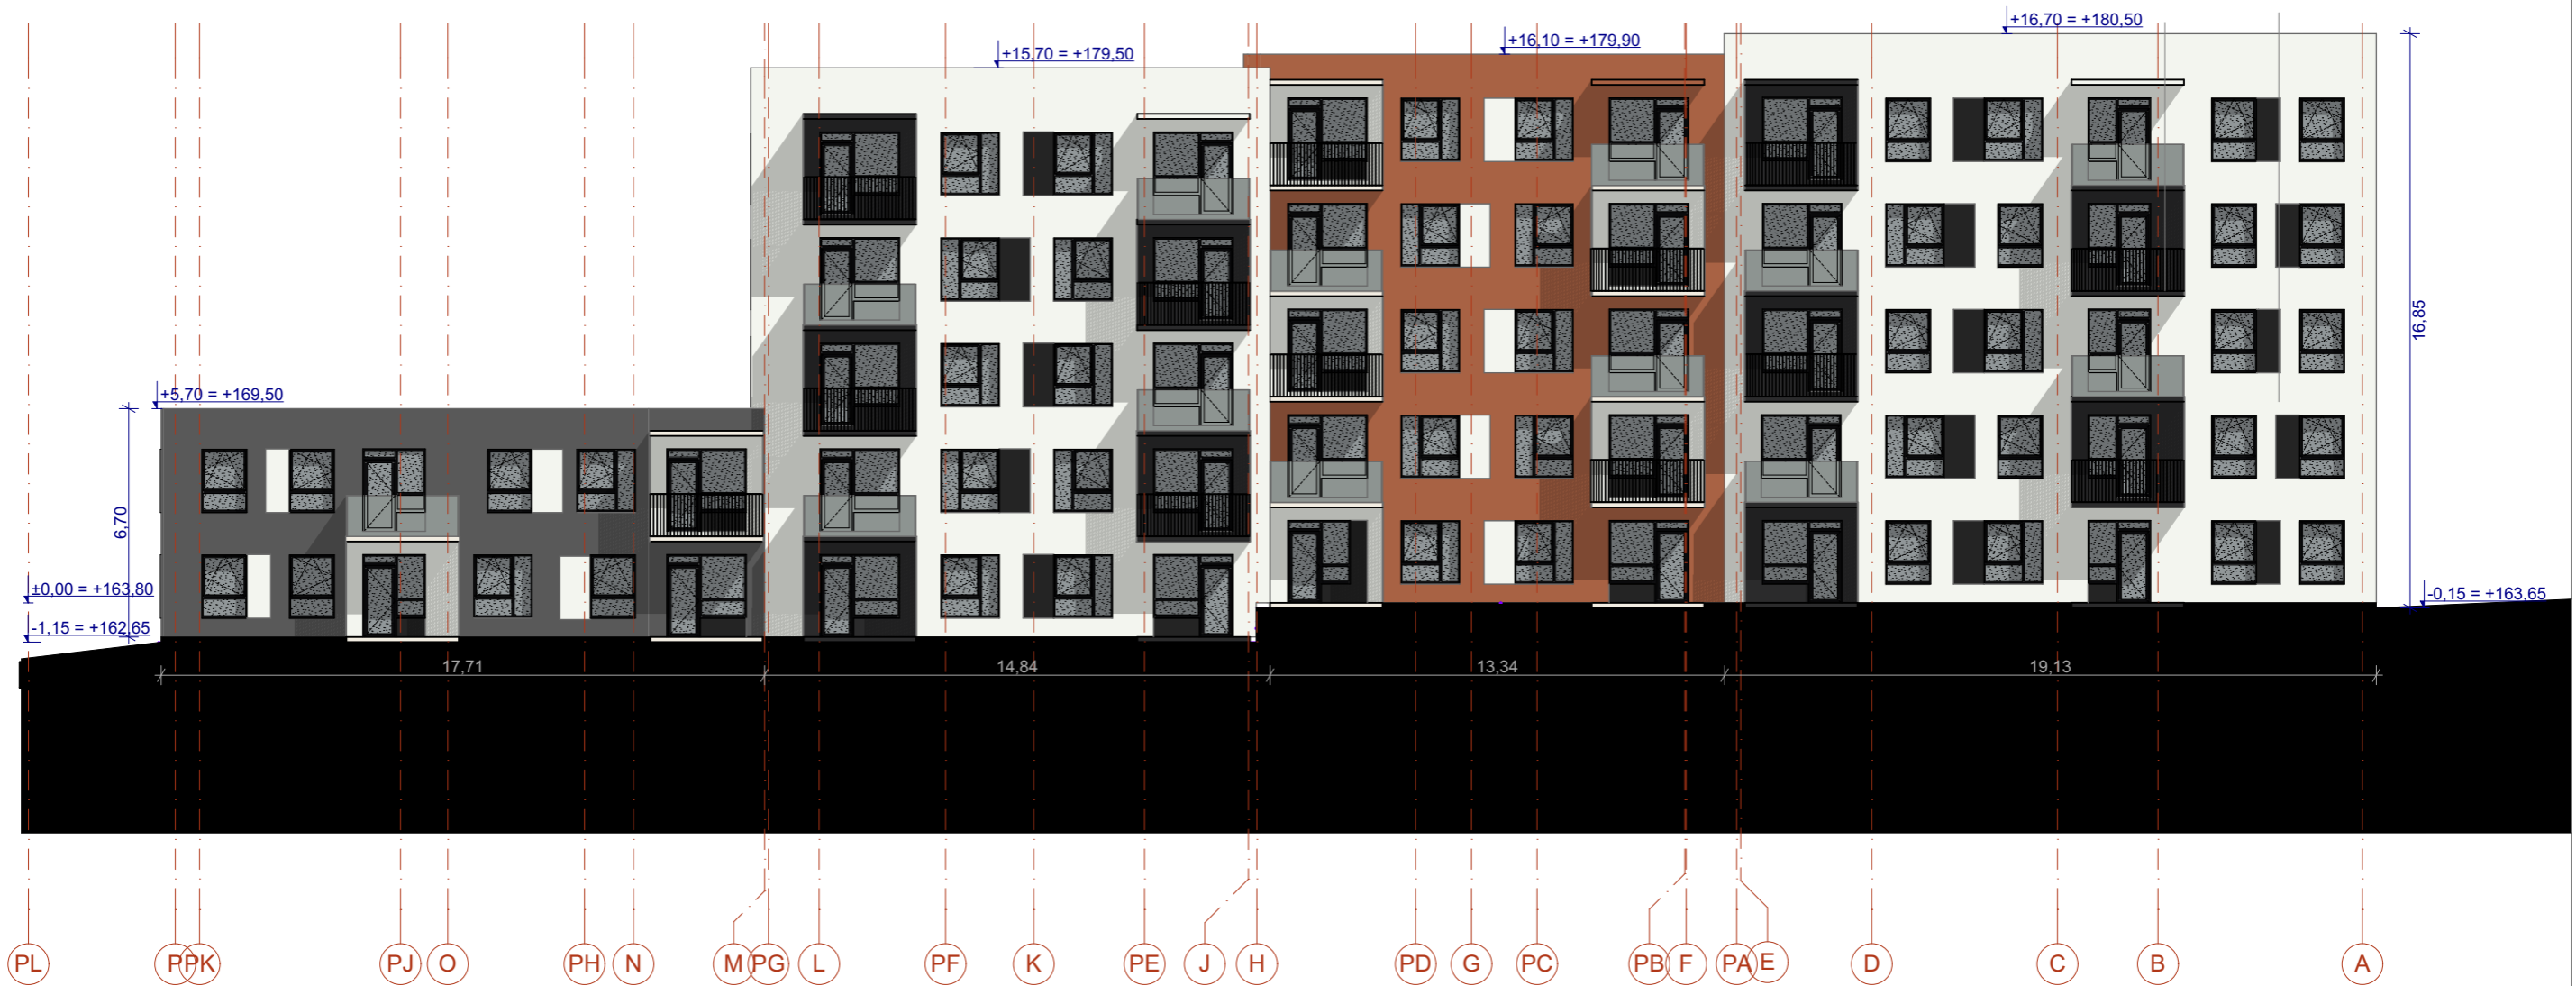 +16,70 = +180,50
+16,10 = +179,90
+15,70 = +179,50
16,85
+5,70 = +169,50
6,70
±0,00 = +163,80
-0,15 = +163,65
-1,15 = +162,65
17,71 14,84 13,34 19,13
PL P PK PJ O PH N M PG L PF K PE J H PD G PC PB F PA E D C B A